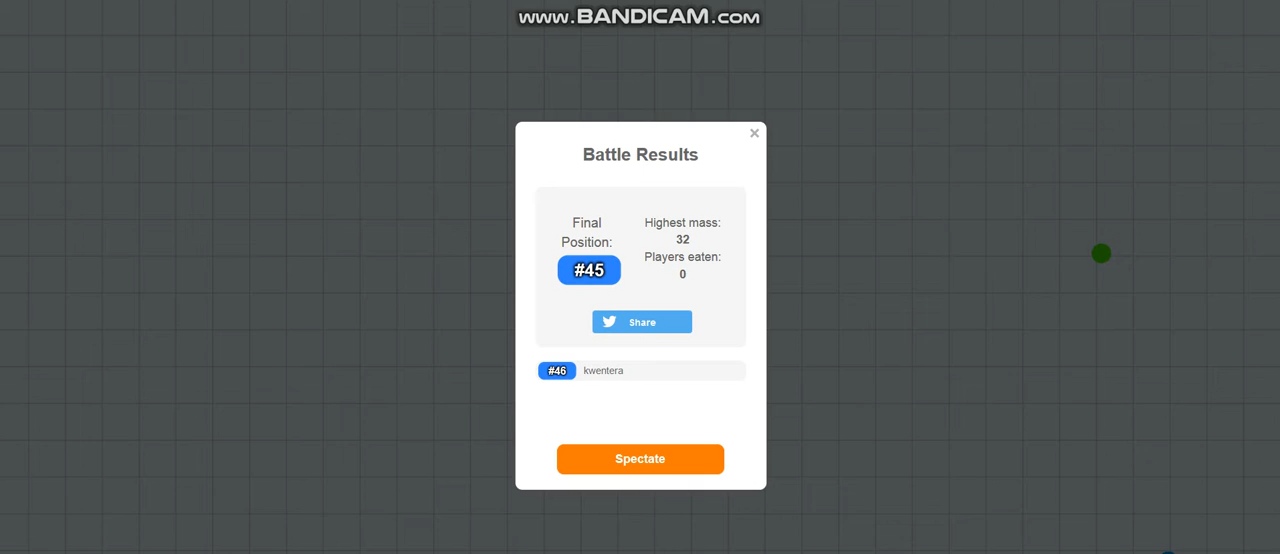 www.BANDICAM.COM
×
Battle Results
Final
Position:
#45
Highest mass:
32
Players eaten:
0
Share
#46 kwentera
Spectate